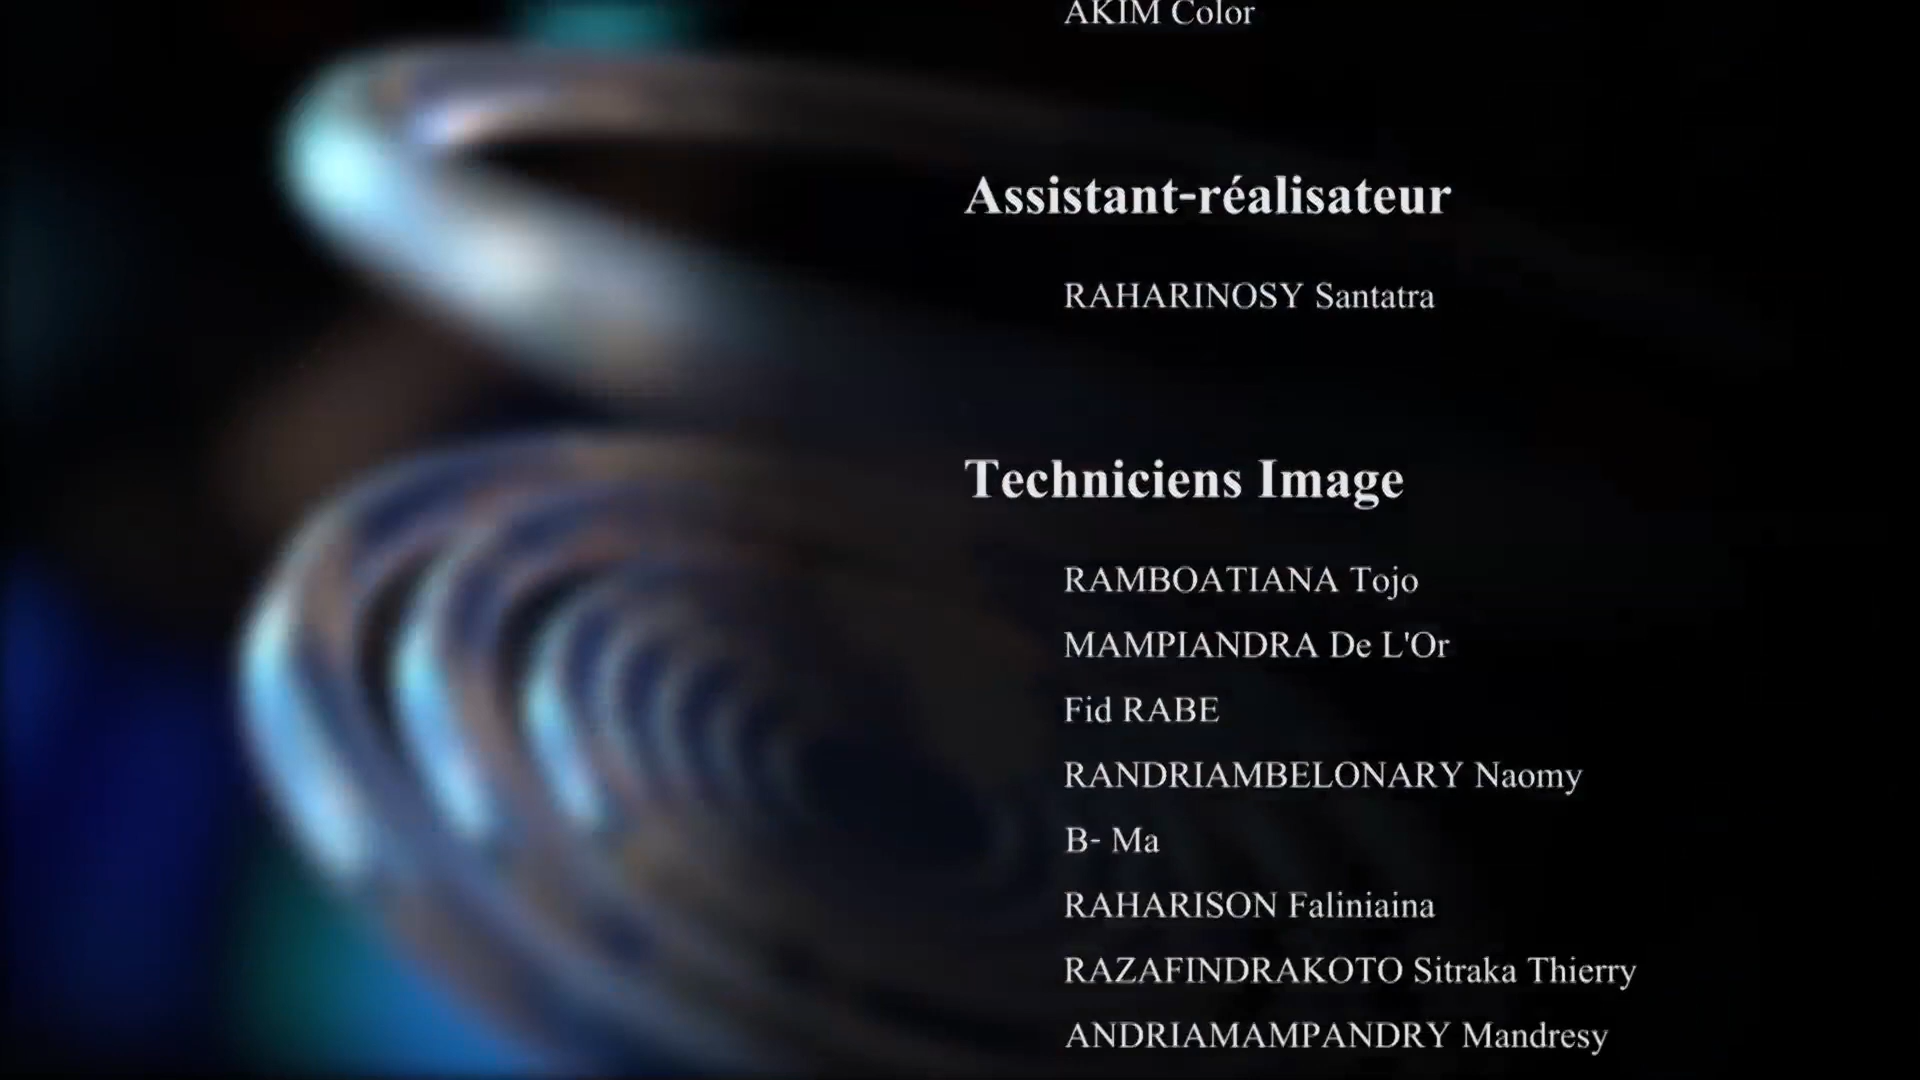 AKIM Color
Assistant-réalisateur
RAHARINOSY Santatra
Techniciens Image
RAMBOATIANA Tojo
MAMPIANDRA De L'Or
Fid RABE
RANDRIAMBELONARY Naomy
B- Ma
RAHARISON Faliniaina
RAZAFINDRAKOTO Sitraka Thierry
ANDRIAMAMPANDRY Mandresy